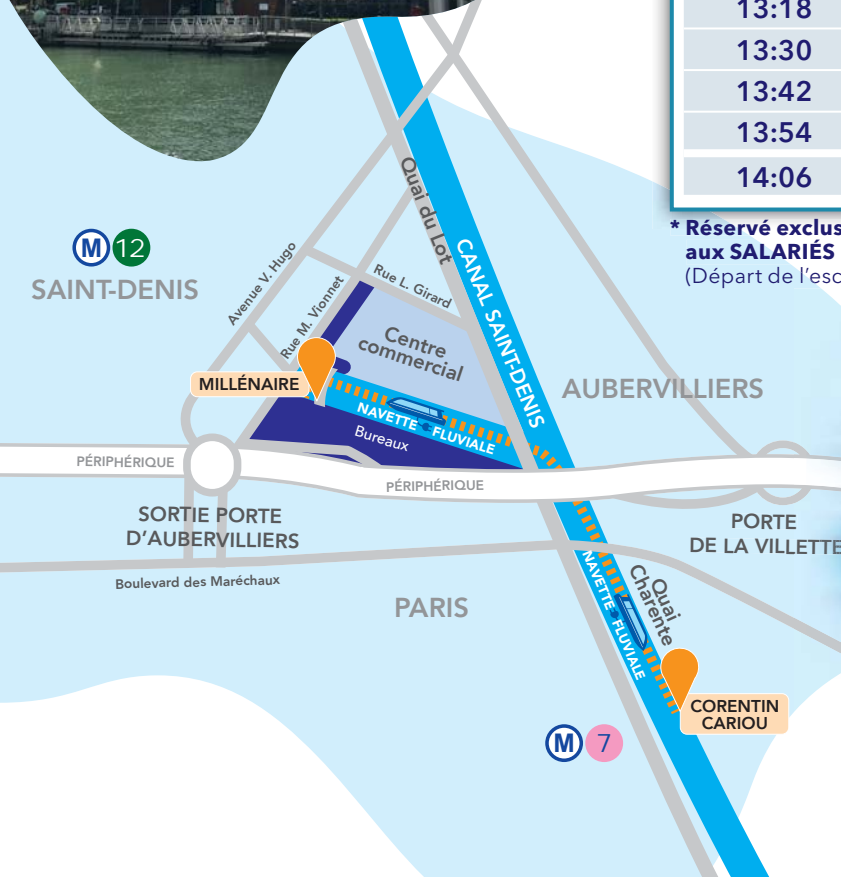 13:18
13:30
13:42
13:54
14:06
* Réservé exclus
aux SALARIÉS
(Départ de l'esc
M 12
SAINT-DENIS
Avenue V. Hugo
Rue M. Vionnet
Rue L. Girard
Quai du Lot
CANAL SAINT-DENIS
Centre
commercial
MILLÉNAIRE
NAVETTE FLUVIALE
Bureaux
AUBERVILLIERS
PÉRIPHÉRIQUE
PÉRIPHÉRIQUE
SORTIE PORTE
D'AUBERVILLIERS
PORTE
DE LA VILLETTE
Boulevard des Maréchaux
PARIS
NAVETTE FLUVIALE
Quai
Charente
CORENTIN
CARIOU
M 7